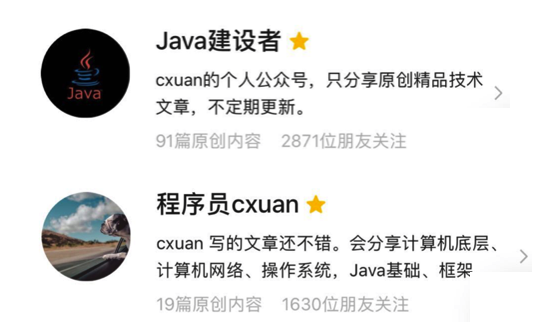 Java建设者
Java
cxuan的个人公众号，只分享原创精品技术
文章，不定期更新。
91篇原创内容 2871位朋友关注
程序员cxuan
cxuan 写的文章还不错。会分享计算机底层、
计算机网络、操作系统，Java基础、框架
19篇原创内容 1630位朋友关注